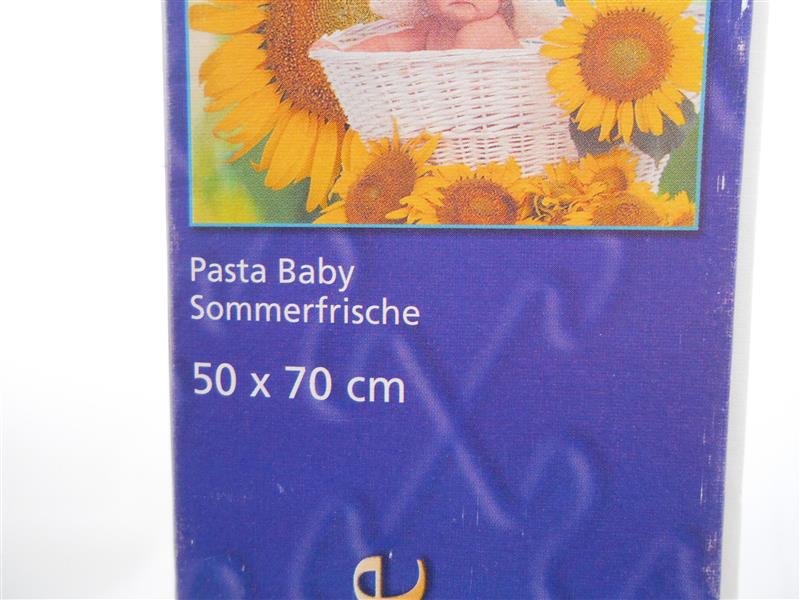 Pasta Baby
Sommerfrische
50 x 70 cm
e